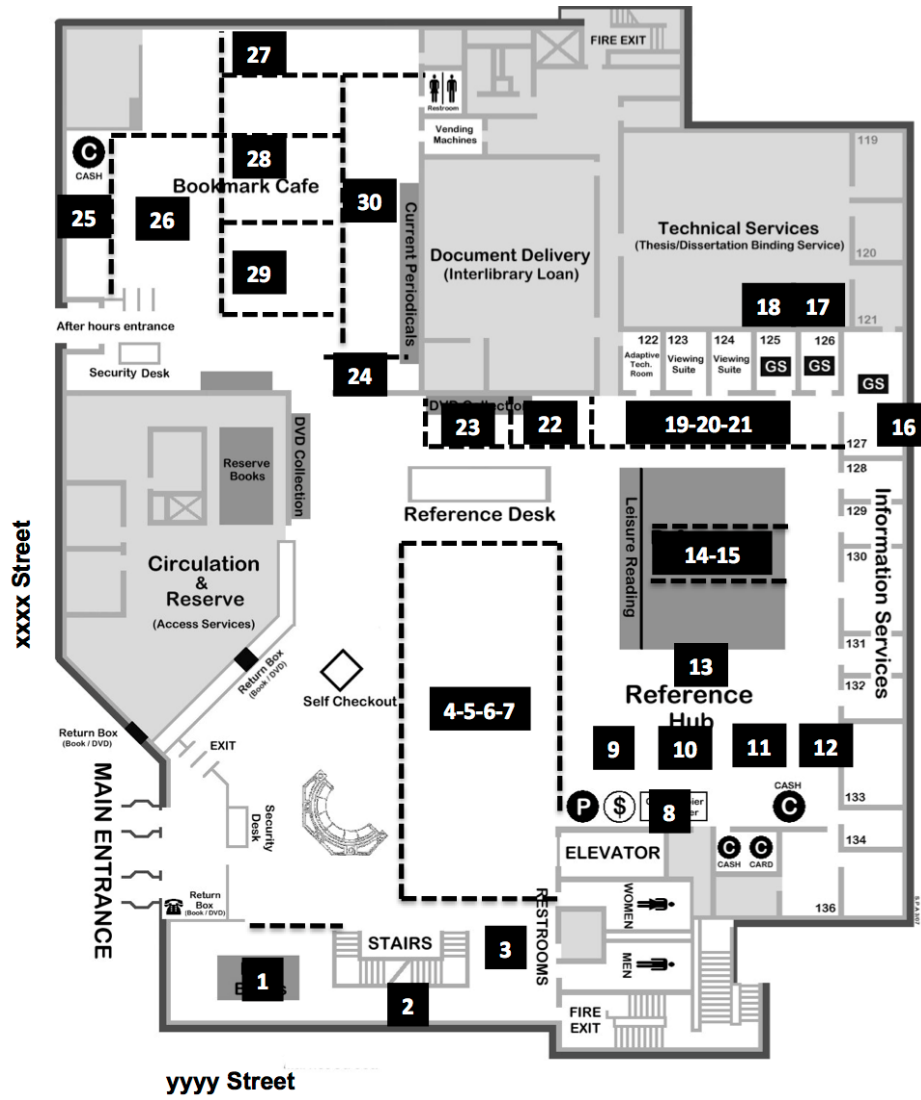 FIRE EXIT
27
Restroom
Vending
Machines
119
C
CASH
28
Bookmark Cafe
25
26
30
Current Periodicals
Document Delivery
(Interlibrary Loan)
Technical Services
(Thesis/Dissertation Binding Service)
120
29
18
17
121
After hours entrance
Security Desk
122
Adaptive
Tech.
Room
123
Viewing
Suite
124
Viewing
Suite
125
GS
126
GS
GS
24
DVD Collection
23
22
19-20-21
16
127
128
DVD Collection
Reserve
Books
Reference Desk
Leisure Reading
129
Information Services
xxxx Street
14-15
130
Circulation
&
Reserve
(Access Services)
131
13
132
Return Box
(Book / DVD)
Self Checkout
4-5-6-7
Reference
Hub
9
10
11
12
Return Box
(Book / DVD)
EXIT
MAIN ENTRANCE
Security
Desk
P
$
8
CASH
C
133
134
ELEVATOR
C
CASH
C
CARD
Return
Box
(Book / DVD)
RESTROOMS
WOMEN
136
STAIRS
3
MEN
1
2
FIRE
EXIT
yyyy Street